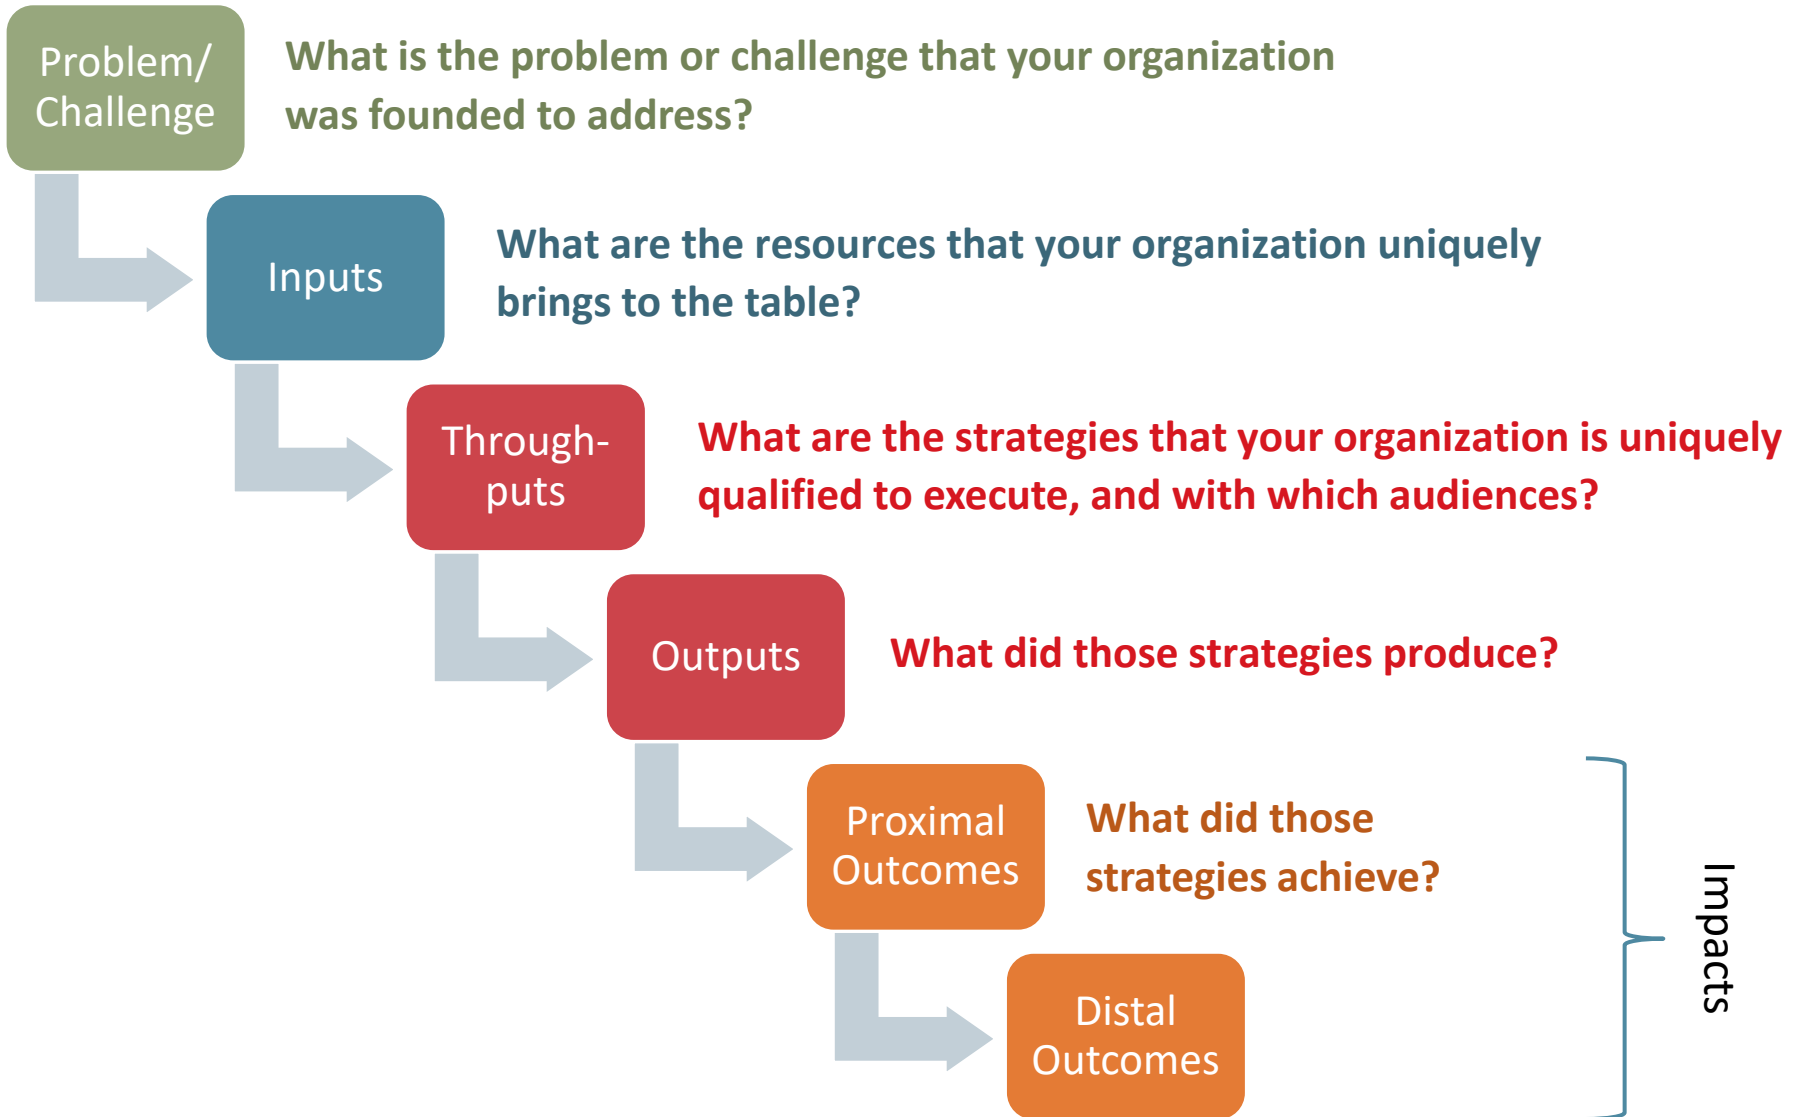 Problem/
Challenge
What is the problem or challenge that your organization
was founded to address?
Inputs
What are the resources that your organization uniquely
brings to the table?
Through-
puts
What are the strategies that your organization is uniquely
qualified to execute, and with which audiences?
Outputs
What did those strategies produce?
Proximal
Outcomes
What did those
strategies achieve?
Impacts
Distal
Outcomes